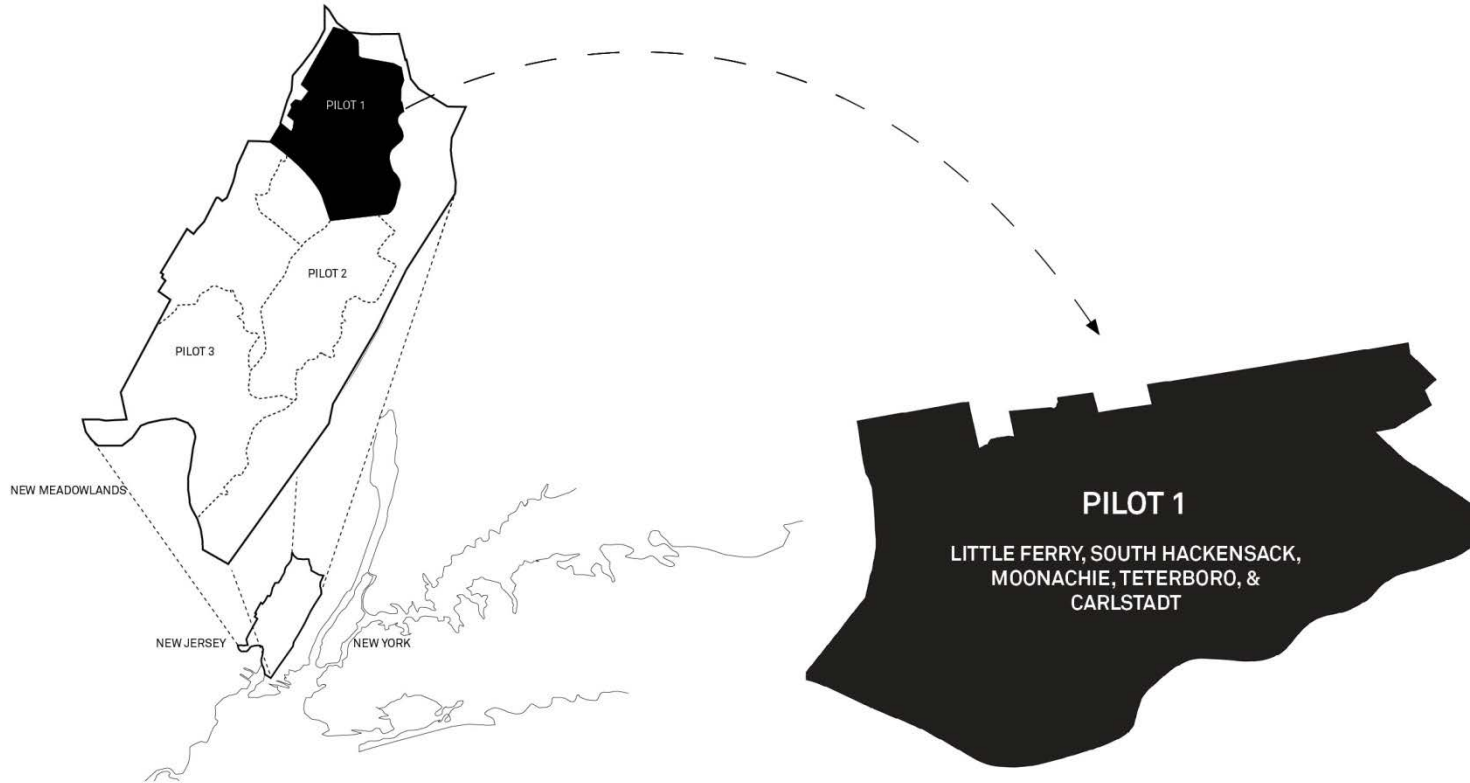 PILOT 1
PILOT 2
PILOT 3
NEW MEADOWLANDS
NEW JERSEY
NEW YORK
PILOT 1
LITTLE FERRY, SOUTH HACKENSACK,
MOONACHIE, TETERBORO, &
CARLSTADT